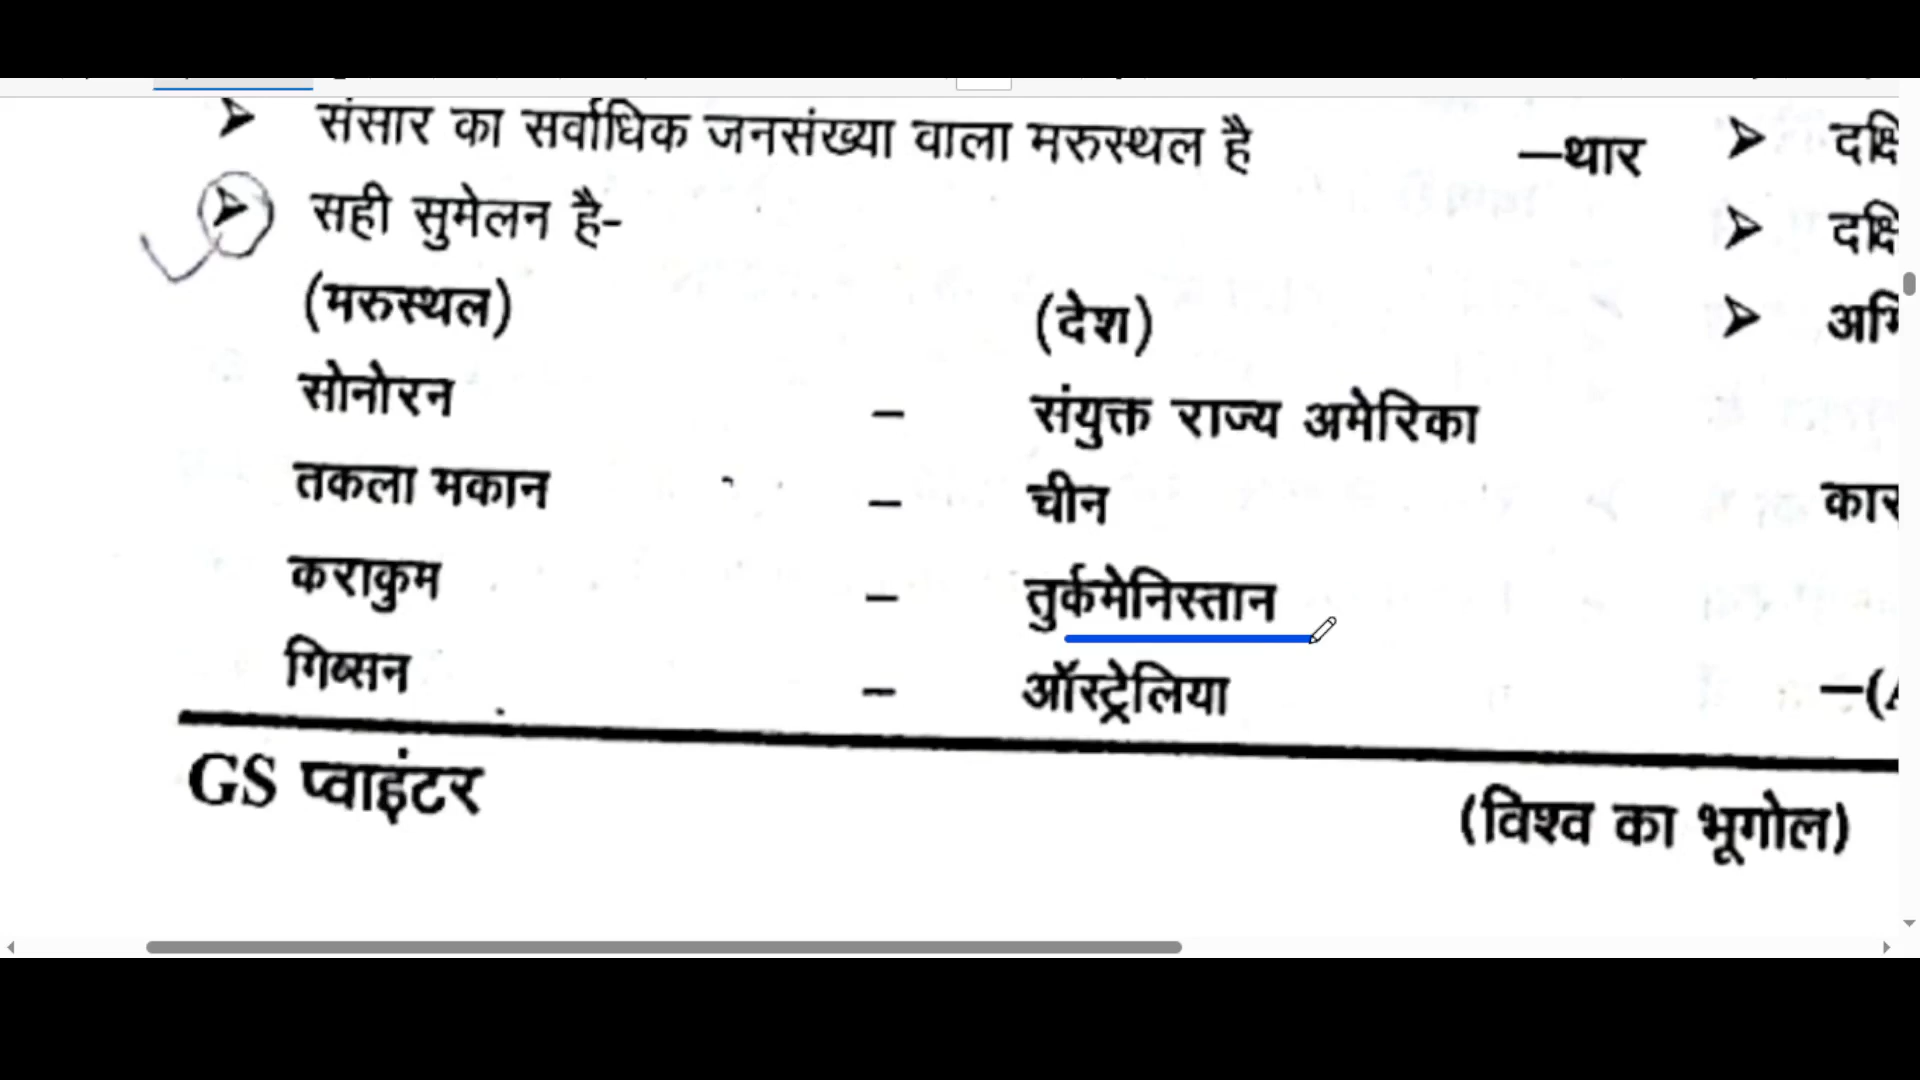 ➤ संसार का सर्वाधिक जनसंख्या वाला मरुस्थल है —थार
➤ सही सुमेलन है-
(मरुस्थल) (देश)
सोनोरन – संयुक्त राज्य अमेरिका
तकला मकान – चीन
कराकुम – तुर्कमेनिस्तान
गिब्सन – ऑस्ट्रेलिया
GS प्वाइंटर (विश्व का भूगोल)
➤
➤
➤
—(